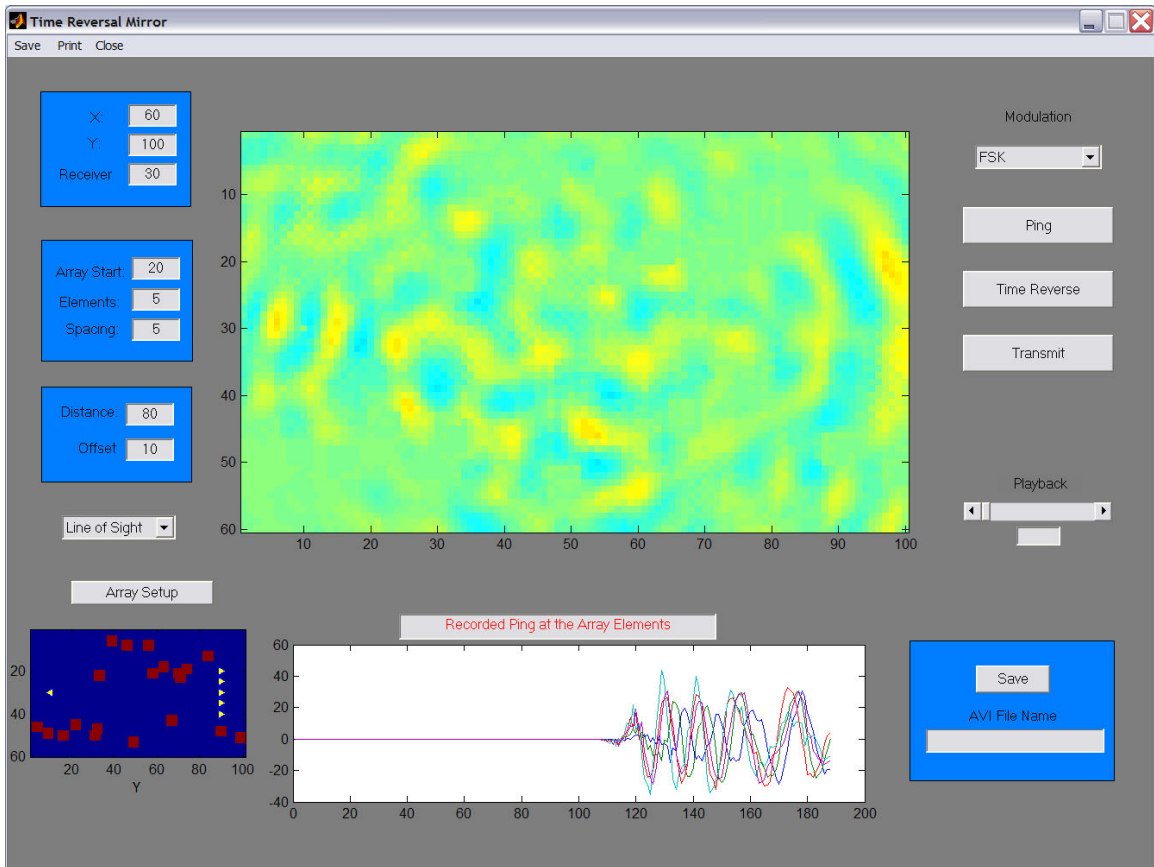 Time Reversal Mirror
Save Print Close
X: 60
Y: 100
Receiver 30
Array Start: 20
Elements: 5
Spacing: 5
Distance: 80
Offset 10
Line of Sight
Array Setup
10
20
30
40
50
60
10 20 30 40 50 60 70 80 90 100
Modulation
FSK
Ping
Time Reverse
Transmit
Playback
20
40
60
20 40 60 80 100
Y
Recorded Ping at the Array Elements
60
40
20
0
-20
-40
0 20 40 60 80 100 120 140 160 180 200
Save
AVI File Name